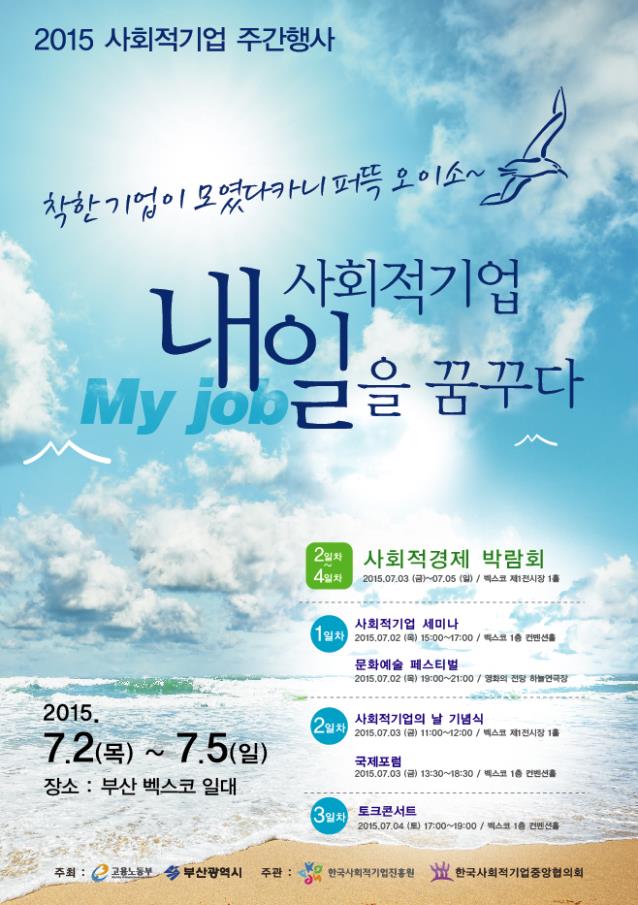 2015 사회적기업 주간행사
착한 기업이 모였다카니 퍼뜩 오이소~
사회적기업
내일을 꿈꾸다
My job
2일차
~
4일차
사회적경제 박람회
2015.07.03 (금)~07.05 (일) / 벡스코 제1전시장 1홀
1일차
사회적기업 세미나
2015.07.02 (목) 15:00~17:00 / 벡스코 1층 컨벤션홀
문화예술 페스티벌
2015.07.02 (목) 19:00~21:00 / 영화의 전당 하늘연극장
2일차
사회적기업의 날 기념식
2015.07.03 (금) 11:00~12:00 / 벡스코 제1전시장 1홀
국제포럼
2015.07.03 (금) 13:30~18:30 / 벡스코 1층 컨벤션홀
3일차
토크콘서트
2015.07.04 (토) 17:00~19:00 / 벡스코 1층 컨벤션홀
2015.
7.2(목) ~ 7.5(일)
장소 : 부산 벡스코 일대
주최 : 고용노동부 부산광역시 주관 : 한국사회적기업진흥원 한국사회적기업중앙협의회